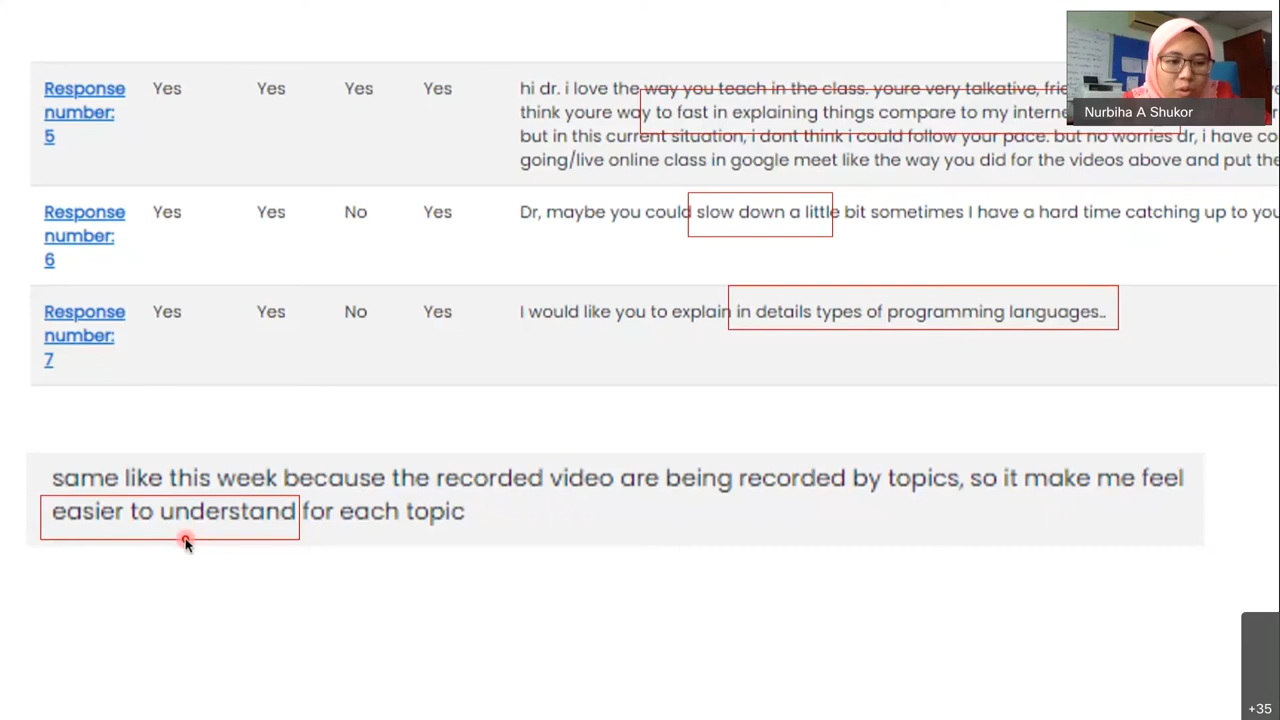 Nurbiha A Shukor
Response number: 5 Yes Yes Yes Yes
hi dr. i love the way you teach in the class. youre very talkative,
think youre way to fast in explaining things compare to my
but in this current situation, i dont think i could follow your pace. but no worries dr, i have
going/live online class in google meet like the way you did for the videos above and put the
Response number: 6 Yes Yes No Yes
Dr, maybe you could slow down a little bit sometimes I have a hard time catching up to
Response number: 7 Yes Yes No Yes
I would like you to explain in details types of programming languages..
same like this week because the recorded video are being recorded by topics, so it make me feel
easier to understand for each topic
+35